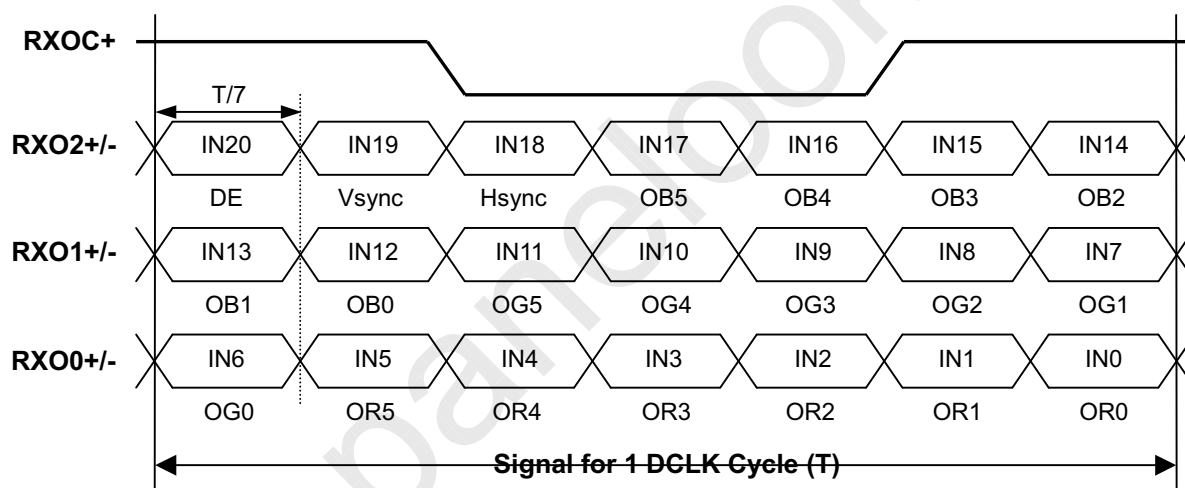 RXOC+
T/7
RXO2+/- IN20 IN19 IN18 IN17 IN16 IN15 IN14
DE Vsync Hsync OB5 OB4 OB3 OB2
RXO1+/- IN13 IN12 IN11 IN10 IN9 IN8 IN7
OB1 OB0 OG5 OG4 OG3 OG2 OG1
RXO0+/- IN6 IN5 IN4 IN3 IN2 IN1 IN0
OG0 OR5 OR4 OR3 OR2 OR1 OR0
Signal for 1 DCLK Cycle (T)
paneloo